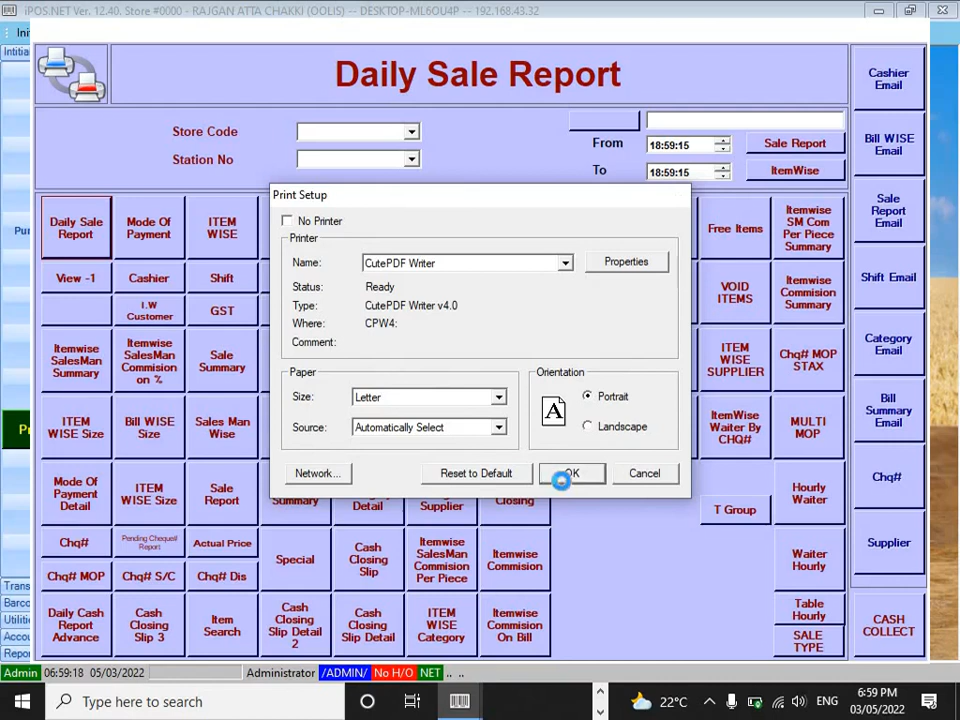 iPOS.NET Ver. 12.40. Store #0000 -- RAJGAN ATTA CHAKKI (OOLIS) -- DESKTOP-ML6OU4P -- 192.168.43.32
Daily Sale Report
Store Code
Station No
From 18:59:15 Sale Report
To 18:59:15 ItemWise
Cashier Email
Bill WISE Email
Sale Report Email
Shift Email
Category Email
Bill Summary Email
Chq#
Supplier
CASH COLLECT
Print Setup
No Printer
Printer
Name: CutePDF Writer Properties
Status: Ready
Type: CutePDF Writer v4.0
Where: CPW4:
Comment:
Paper
Size: Letter
Source: Automatically Select
Orientation
A
Portrait
Landscape
Network... Reset to Default OK Cancel
Daily Sale Report
Mode Of Payment
ITEM WISE
Free Items
Itemwise SM Com Per Piece Summary
View -1
Cashier
Shift
VOID ITEMS
Itemwise Commision Summary
I.W Customer
GST
Itemwise SalesMan Summary
Itemwise SalesMan Commision on %
Sale Summary
ITEM WISE SUPPLIER
Chq# MOP STAX
ITEM WISE Size
Bill WISE Size
Sales Man Wise
ItemWise Waiter By CHQ#
MULTI MOP
Mode Of Payment Detail
ITEM WISE Size
Sale Report
Summary
Detail
Supplier
Closing
T Group
Hourly Waiter
Chq#
Pending Cheques/ Report
Actual Price
Special
Cash Closing Slip
Itemwise SalesMan Commision Per Piece
Itemwise Commision
Waiter Hourly
Chq# MOP
Chq# S/C
Chq# Dis
Daily Cash Report Advance
Cash Closing Slip 3
Item Search
Cash Closing Slip Detail 2
Cash Closing Slip Detail
ITEM WISE Category
Itemwise Commision On Bill
Table Hourly
SALE TYPE
Admin 06:59:18 05/03/2022 Administrator /ADMIN/ No H/O NET .. ..
Type here to search
22°C ENG 6:59 PM
03/05/2022